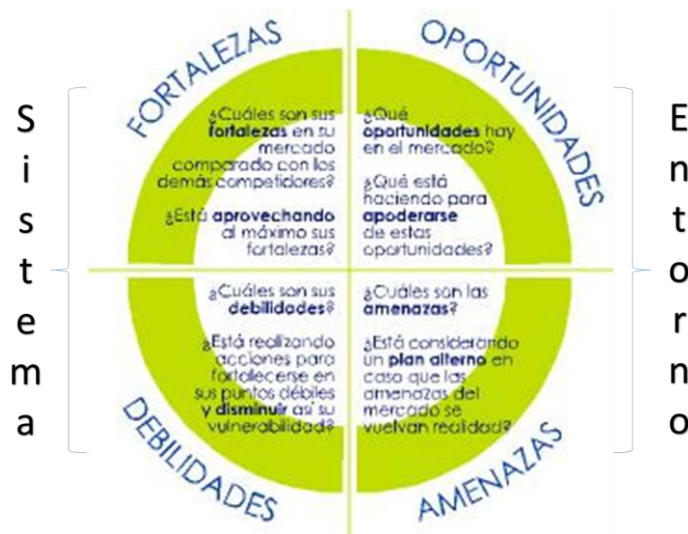 Sistema
FORTALEZAS
¿Cuáles son sus
fortalezas en su
mercado
comparado con los
demás competidores?
¿Está aprovechando
al máximo sus
fortalezas?
OPORTUNIDADES
¿Qué
oportunidades hay
en el mercado?
¿Qué está
haciendo para
apoderarse
de estas
oportunidades?
DEBILIDADES
¿Cuáles son sus
debilidades?
¿Está realizando
acciones para
fortalecerse en
sus puntos débiles
y disminuir así su
vulnerabilidad?
AMENAZAS
¿Cuáles son las
amenazas?
¿Está considerando
un plan alterno en
caso que las
amenazas del
mercado se
vuelvan realidad?
Entorno